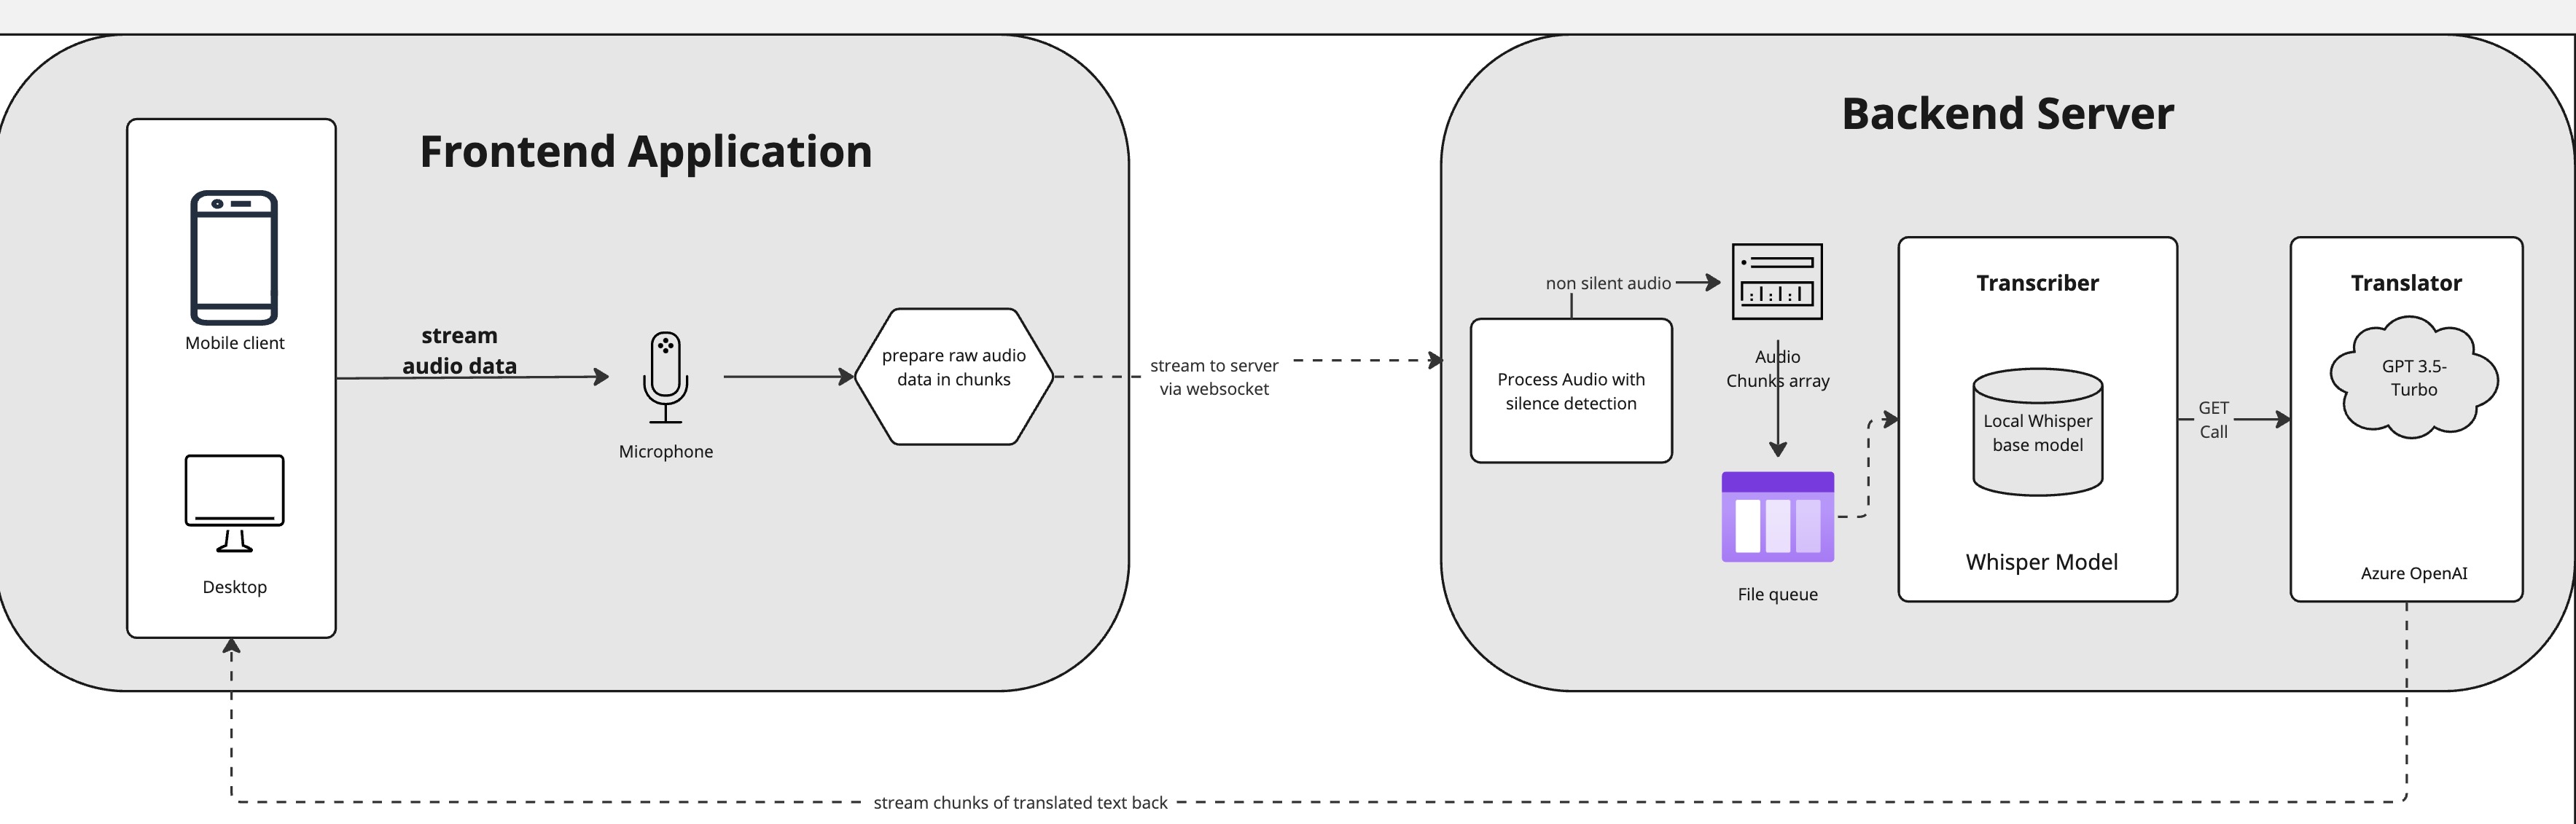 Frontend Application
Mobile client
Desktop
stream
audio data
Microphone
prepare raw audio
data in chunks
stream to server
via websocket
Backend Server
non silent audio
Process Audio with
silence detection
Audio
Chunks array
File queue
Transcriber
Local Whisper
base model
Whisper Model
GET
Call
Translator
GPT 3.5-
Turbo
Azure OpenAI
stream chunks of translated text back